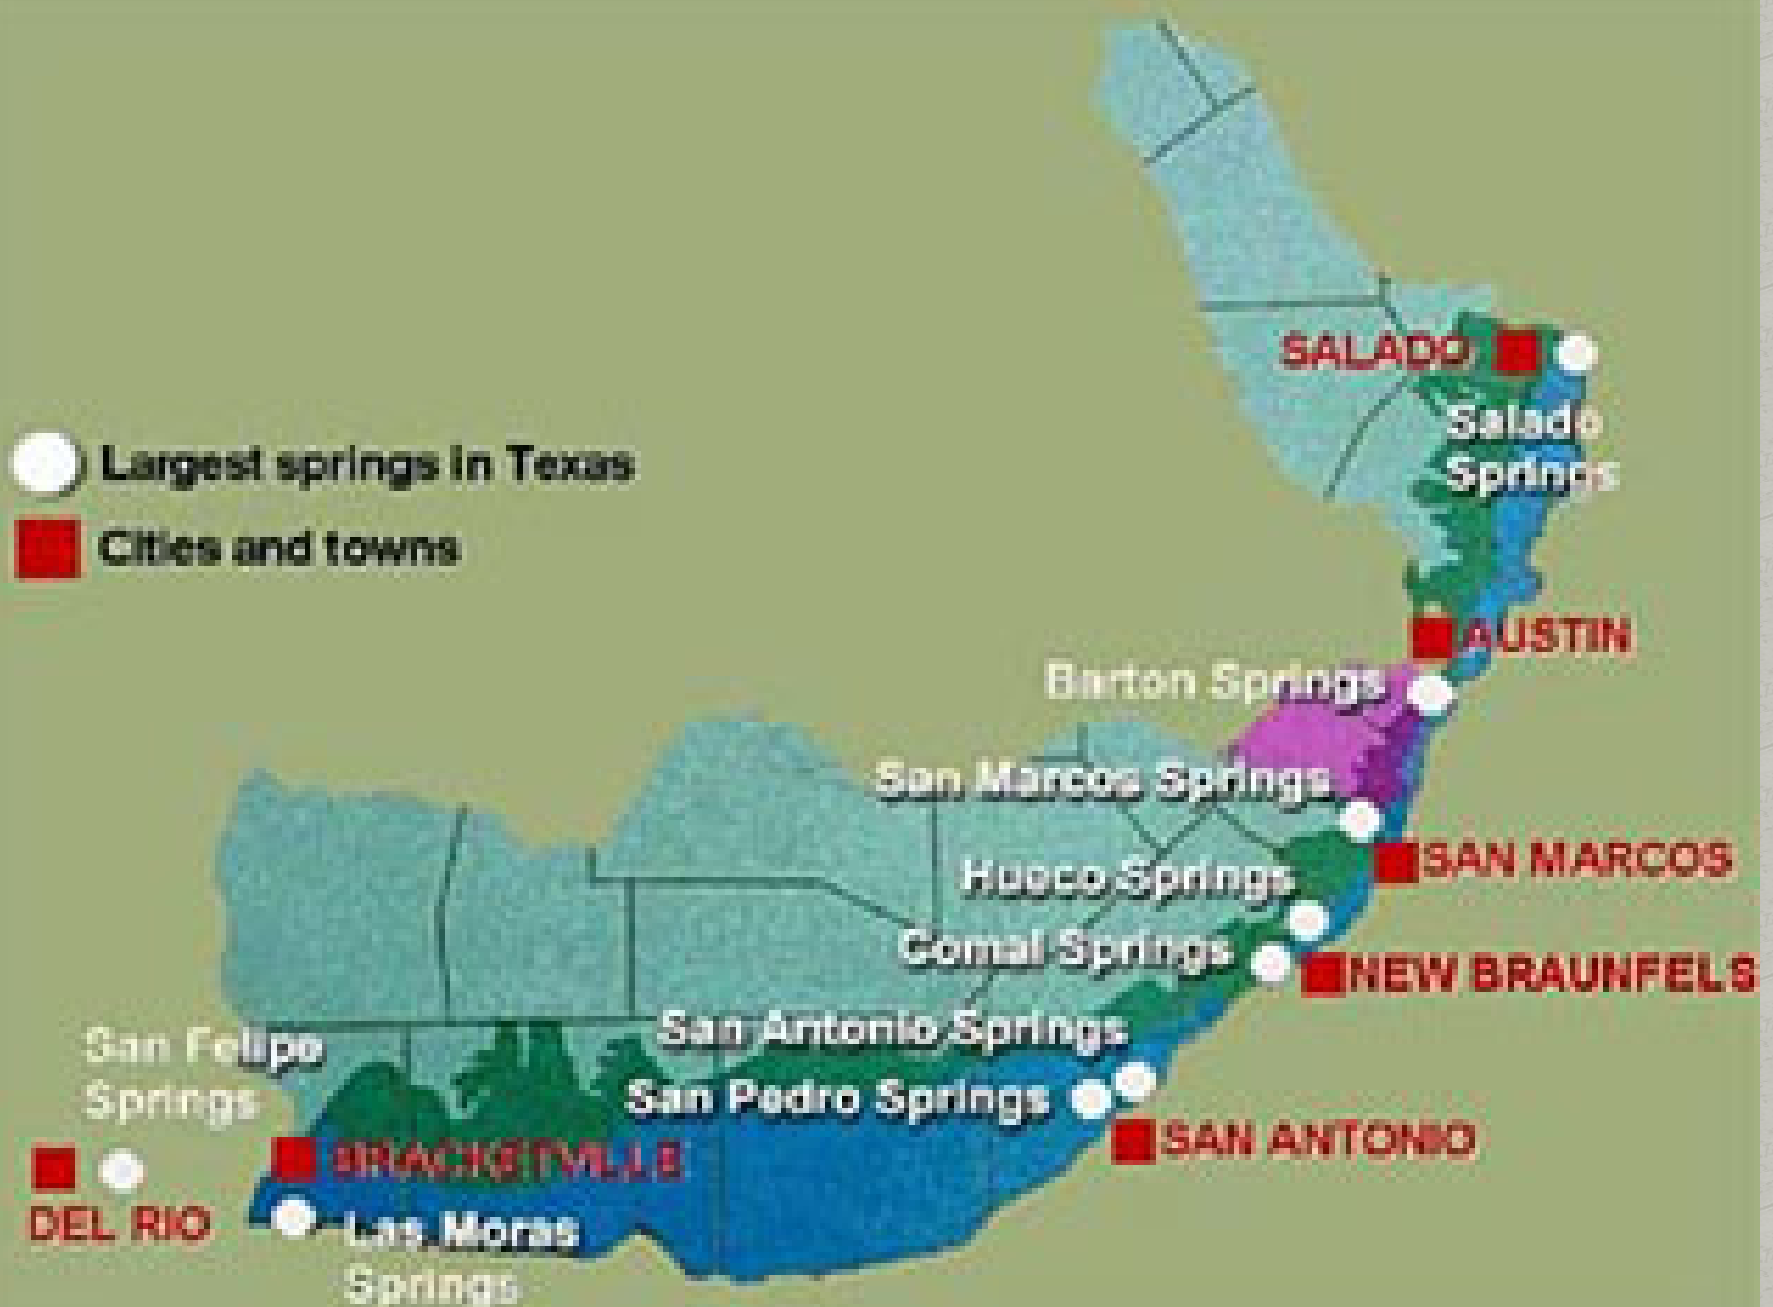 SALADO
Salado
Springs
Largest springs in Texas
Cities and towns
AUSTIN
Barton Springs
San Marcos Springs
SAN MARCOS
Hueco Springs
Comal Springs
NEW BRAUNFELS
San Antonio Springs
San Felipo
Springs
San Pedro Springs
SAN ANTONIO
BRACKETVILLE
DEL RIO
Las Moras
Springs